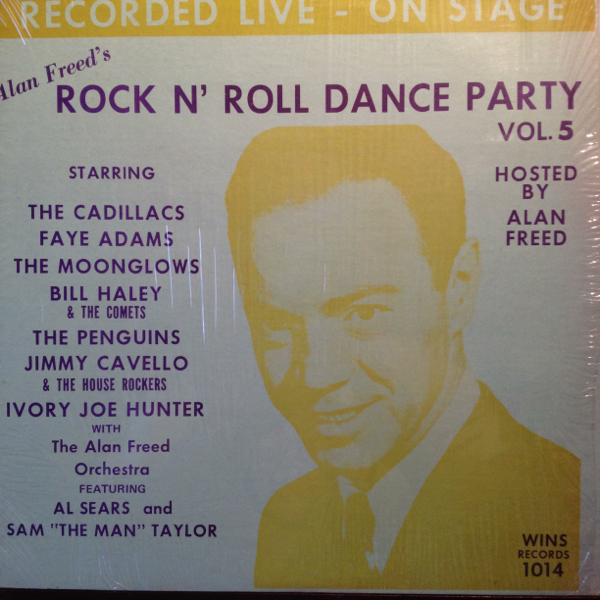 RECORDED LIVE - ON STAGE
Alan Freed's
ROCK N' ROLL DANCE PARTY
VOL. 5
STARRING
THE CADILLACS
FAYE ADAMS
THE MOONGLOWS
BILL HALEY
& THE COMETS
THE PENGUINS
JIMMY CAVELLO
& THE HOUSE ROCKERS
IVORY JOE HUNTER
WITH
The Alan Freed
Orchestra
FEATURING
AL SEARS and
SAM "THE MAN" TAYLOR
HOSTED
BY
ALAN
FREED
WINS
RECORDS
1014